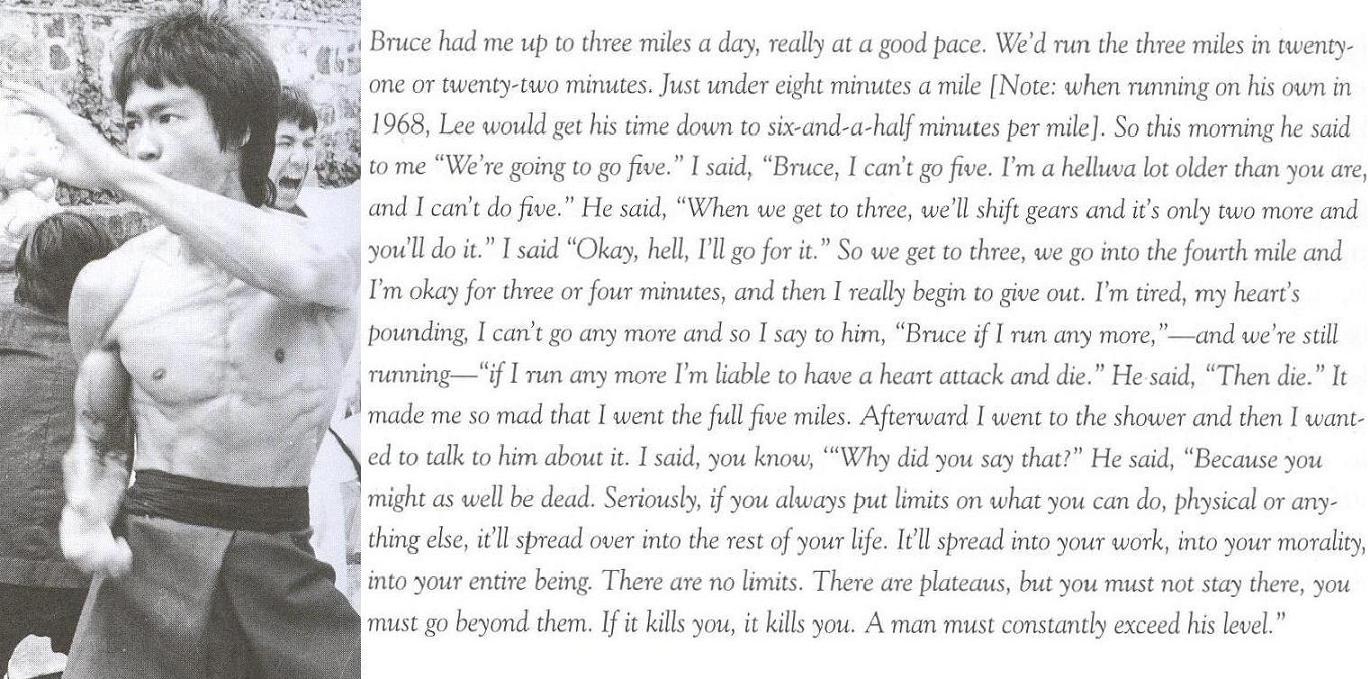 Bruce had me up to three miles a day, really at a good pace. We'd run the three miles in twenty-
one or twenty-two minutes. Just under eight minutes a mile [Note: when running on his own in
1968, Lee would get his time down to six-and-a-half minutes per mile]. So this morning he said
to me “We're going to go five.” I said, “Bruce, I can't go five. I'm a helluva lot older than you are,
and I can't do five.” He said, “When we get to three, we'll shift gears and it's only two more and
you'll do it.” I said “Okay, hell, I'll go for it.” So we get to three, we go into the fourth mile and
I'm okay for three or four minutes, and then I really begin to give out. I'm tired, my heart's
pounding, I can't go any more and so I say to him, “Bruce if I run any more,”—and we're still
running—“if I run any more I'm liable to have a heart attack and die.” He said, “Then die.” It
made me so mad that I went the full five miles. Afterward I went to the shower and then I want-
ed to talk to him about it. I said, you know, “‘Why did you say that?” He said, “Because you
might as well be dead. Seriously, if you always put limits on what you can do, physical or any-
thing else, it'll spread over into the rest of your life. It'll spread into your work, into your morality,
into your entire being. There are no limits. There are plateaus, but you must not stay there, you
must go beyond them. If it kills you, it kills you. A man must constantly exceed his level.”